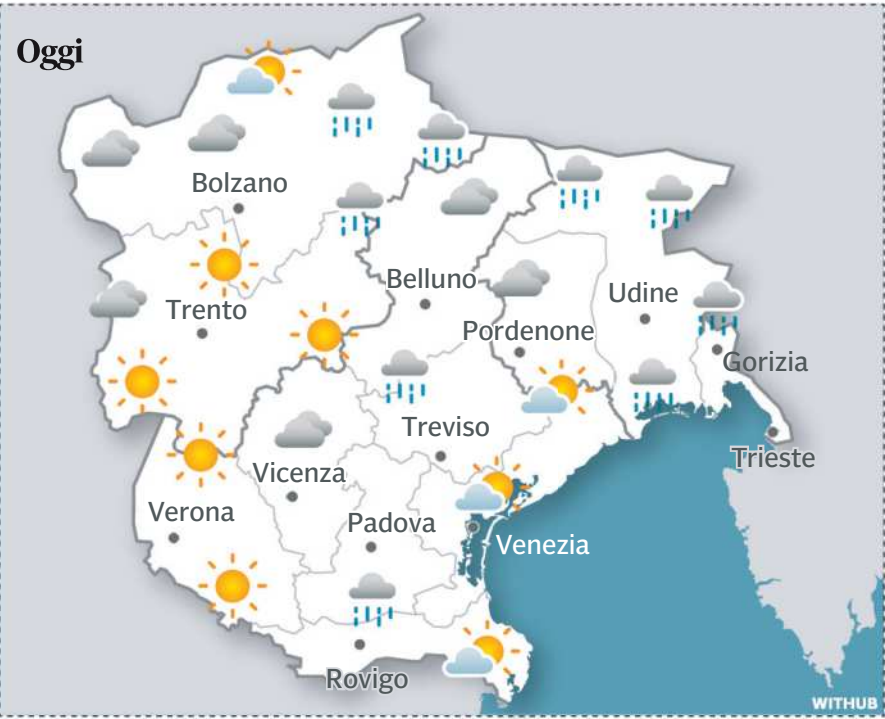 Oggi
Bolzano
Belluno
Udine
Trento
Pordenone
Gorizia
Treviso
Trieste
Vicenza
Verona
Padova
Venezia
Rovigo
WITHUB